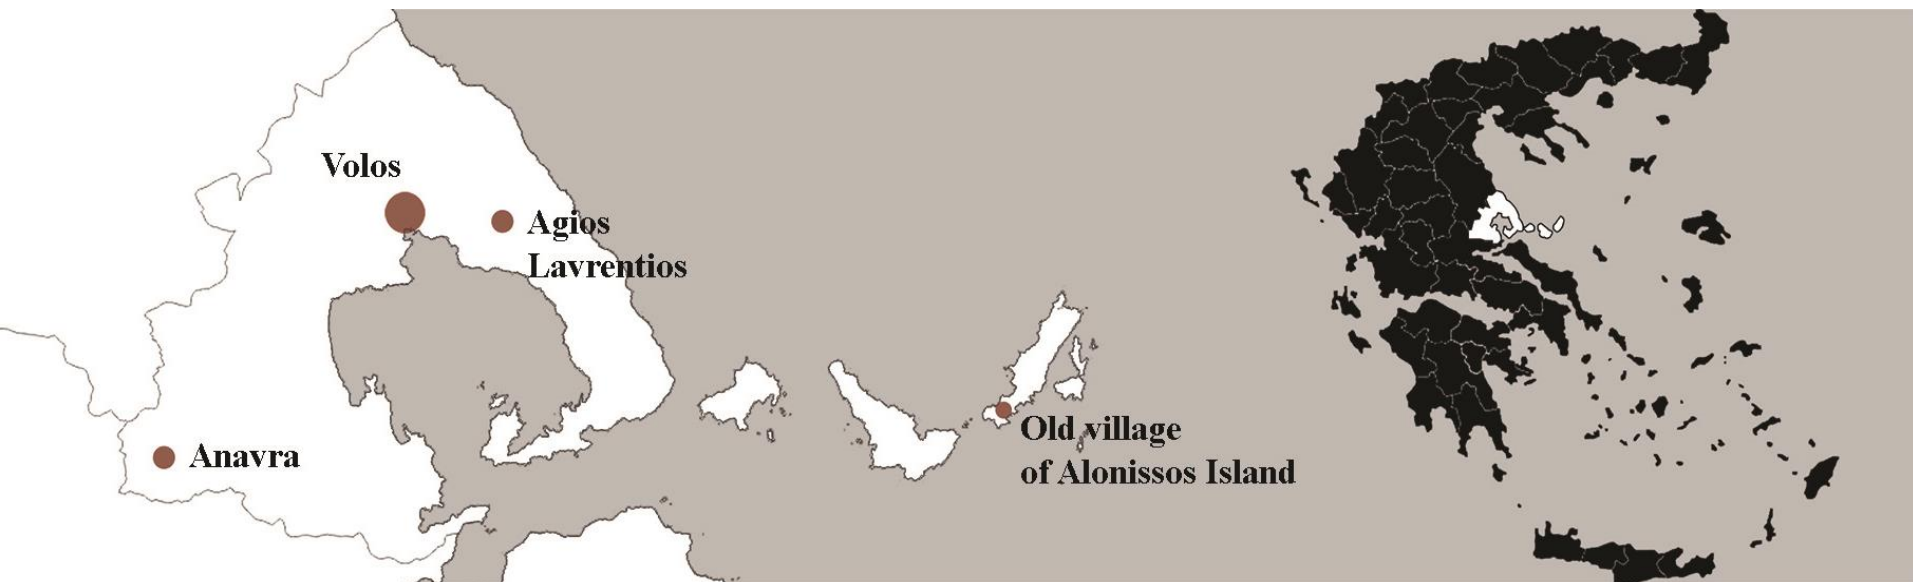 Volos
Agios
Lavrentios
Anavra
Old village
of Alonissos Island